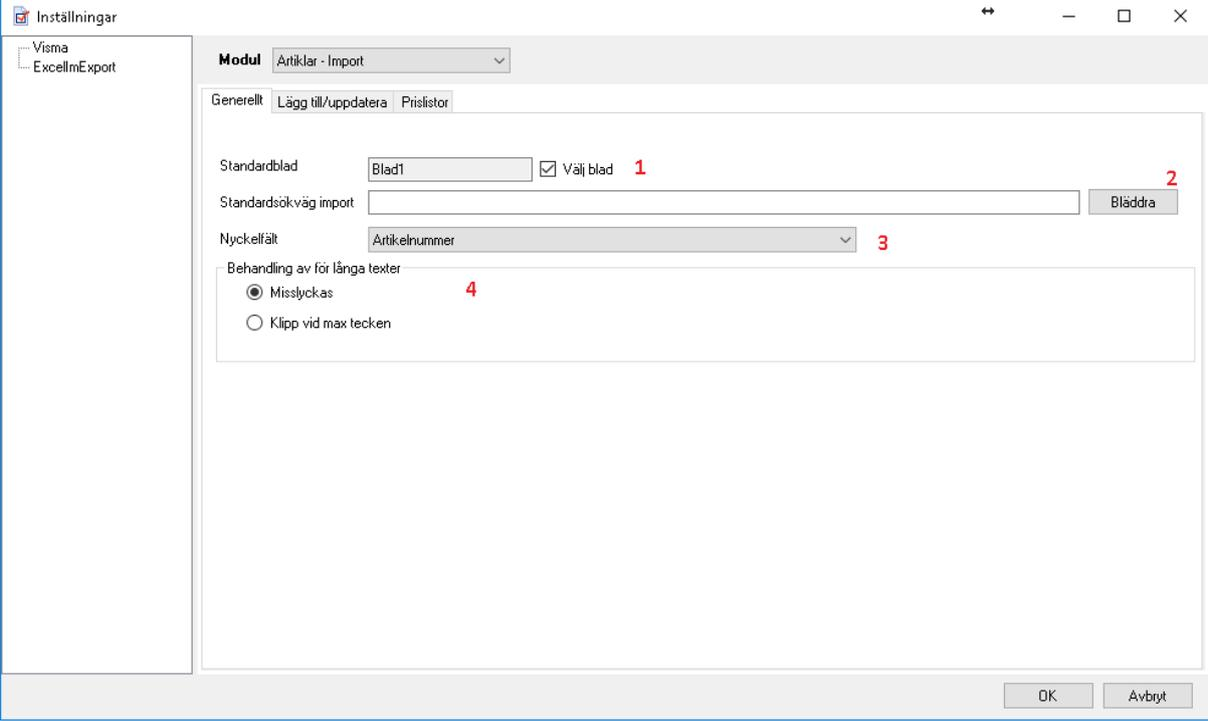 Inställningar
Visma
ExcelImExport
Modul Artiklar - Import
Generellt Lägg till/uppdatera Prislistor
Standardblad Blad1 Välj blad 1
2
Standardsökväg import Bläddra
Nyckelfält Artikelnummer 3
Behandling av för långa texter
Misslyckas 4
Klipp vid max tecken
OK Avbryt